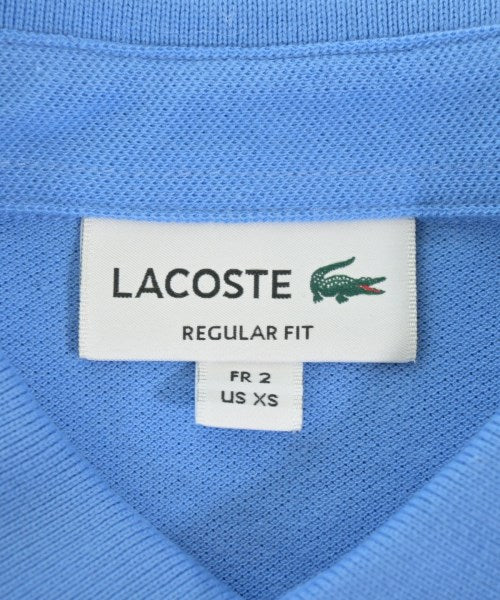 LACOSTE
REGULAR FIT
FR 2
US XS